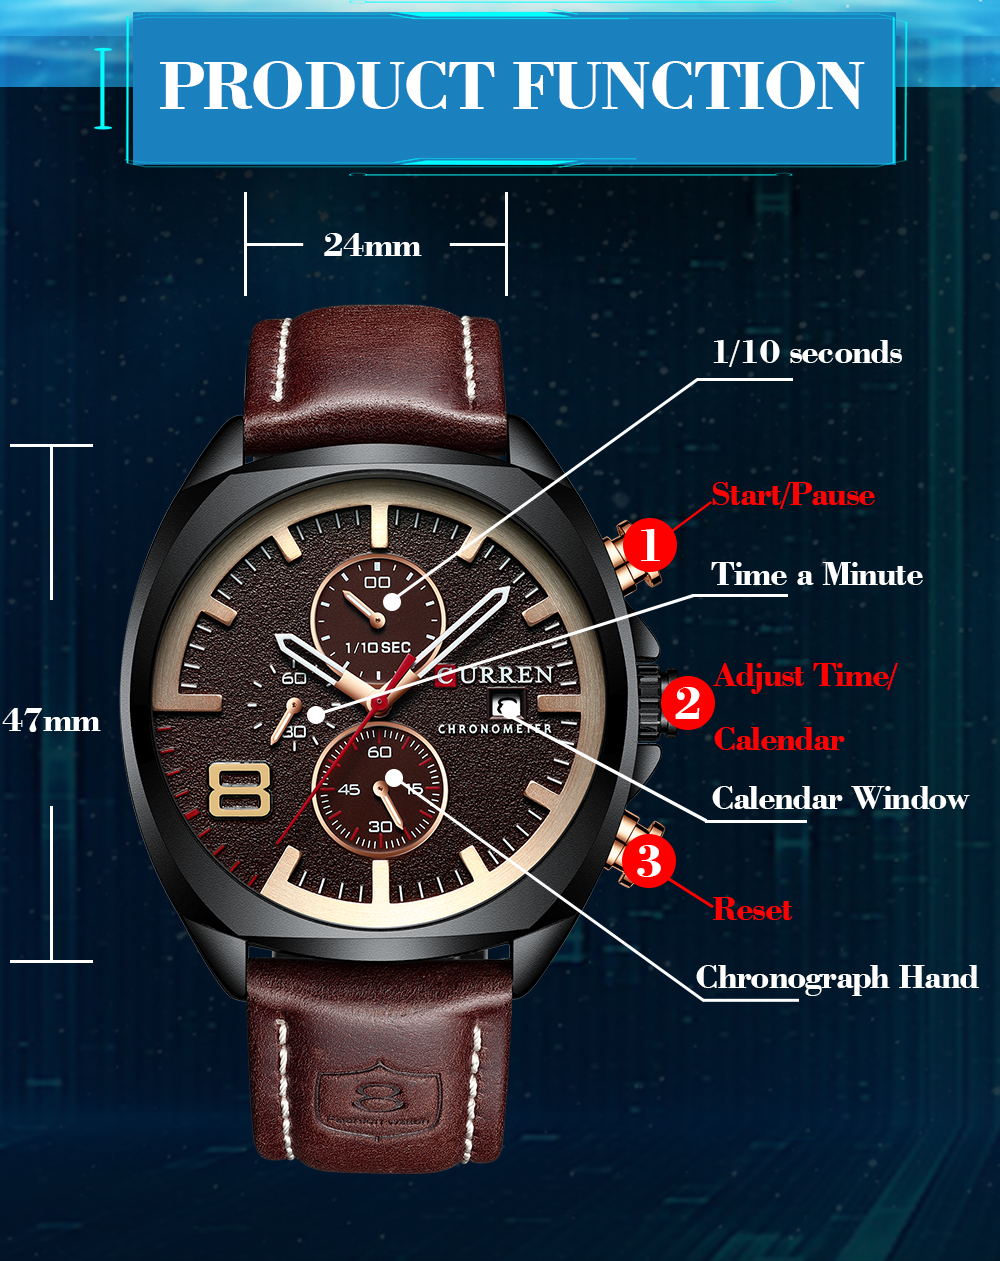 PRODUCT FUNCTION
24mm
1/10 seconds
Start/Pause
00
Time a Minute
1
1/10 SEC
60
CURREN
Adjust Time/
2
47mm
30
CHRONOMETER
Calendar
60
8
45
15
Calendar Window
30
3
Reset
Chronograph Hand
8